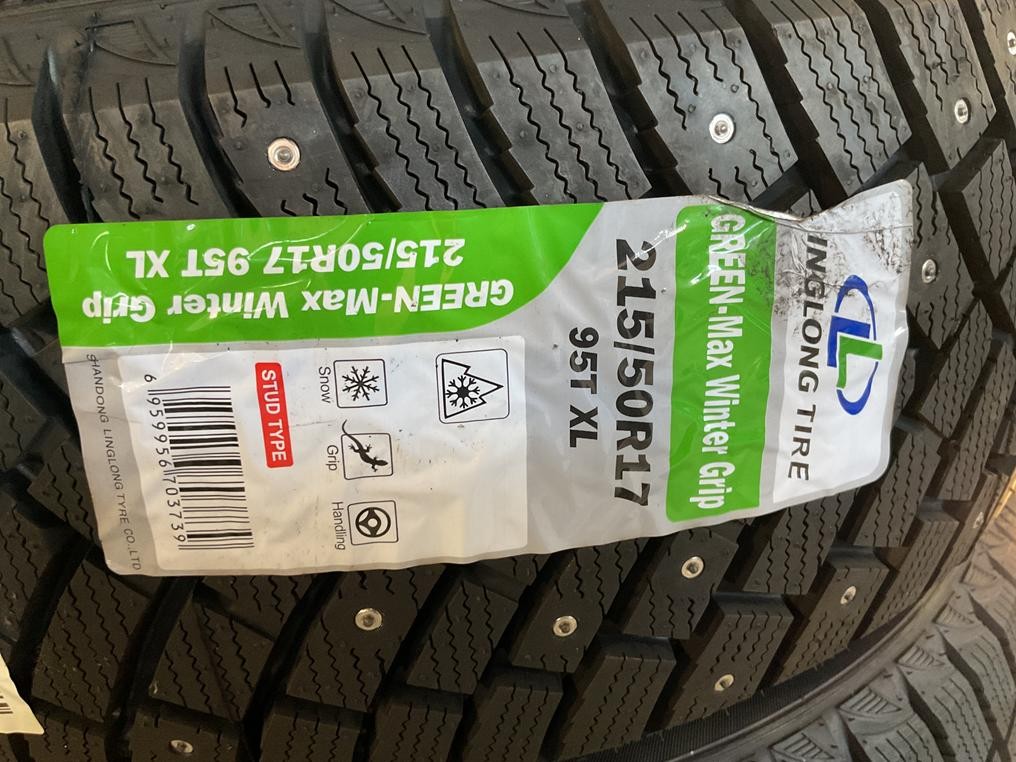 LINGLONG TIRE
GREEN-Max Winter Grip
215/50R17
95T XL
GREEN-Max Winter Grip
215/50R17 95T XL
Snow
Grip
Handling
STUD TYPE
6 959956 703739
SHANDONG LINGLONG TYRE CO.,LTD